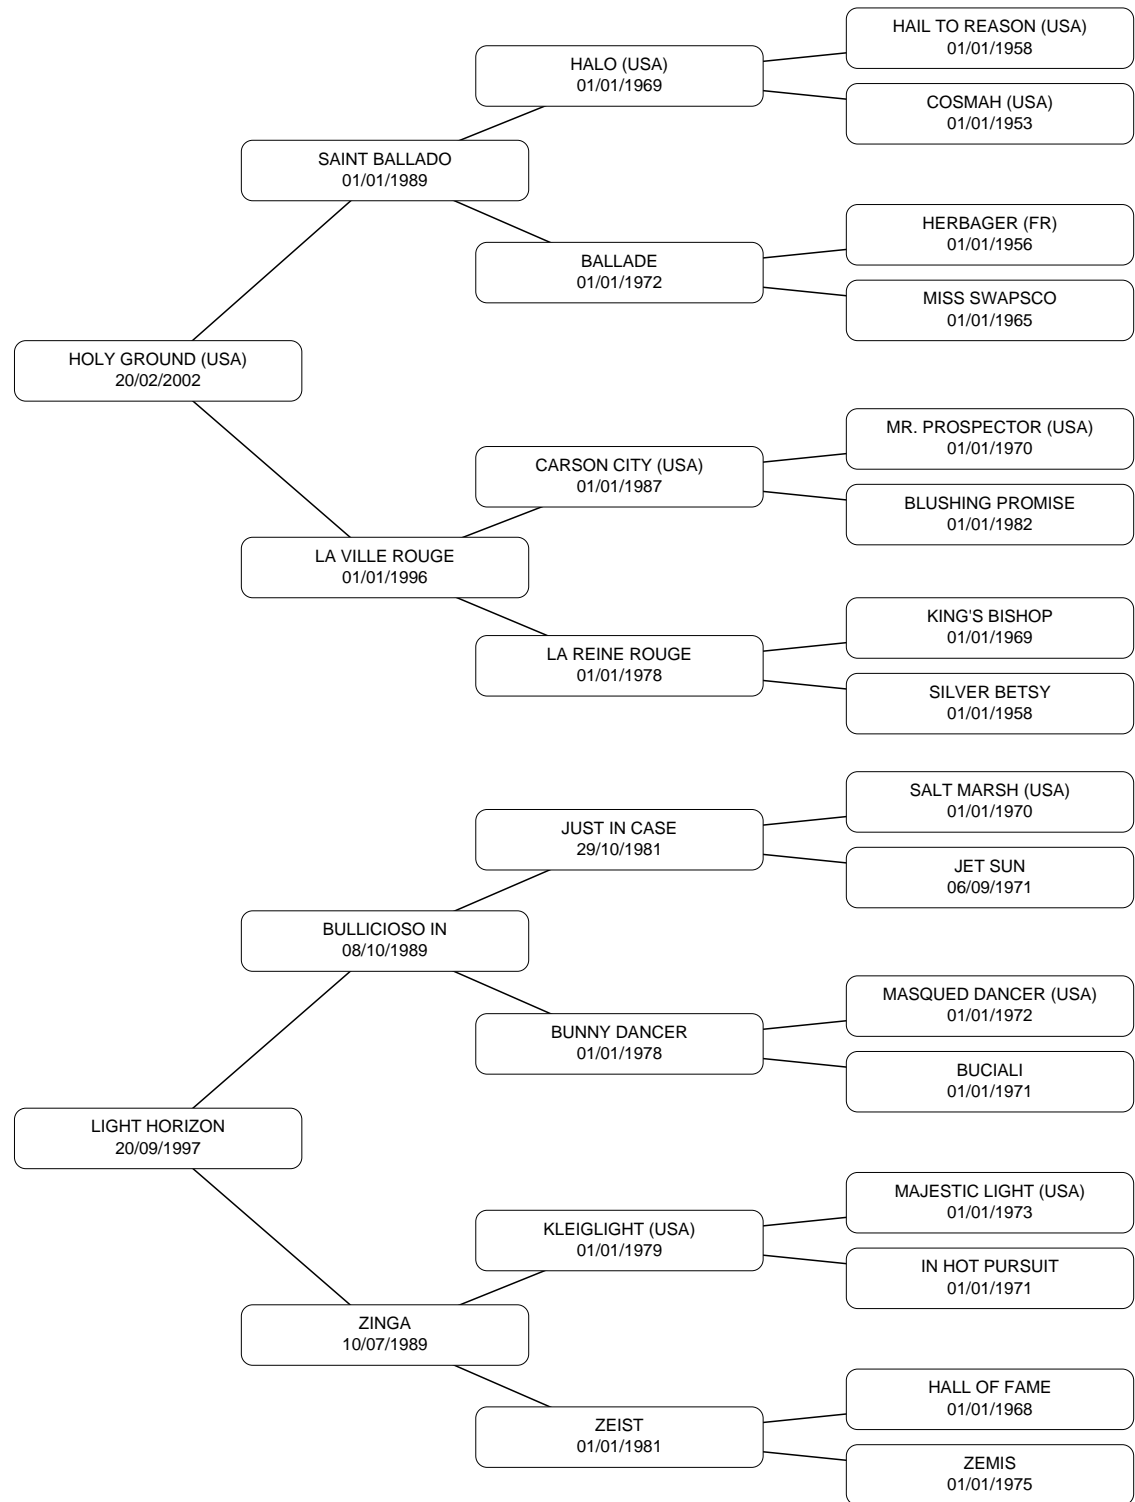 HAIL TO REASON (USA)
01/01/1958
HALO (USA)
01/01/1969
COSMAH (USA)
01/01/1953
SAINT BALLADO
01/01/1989
HERBAGER (FR)
01/01/1956
BALLADE
01/01/1972
MISS SWAPSCO
01/01/1965
HOLY GROUND (USA)
20/02/2002
MR. PROSPECTOR (USA)
01/01/1970
CARSON CITY (USA)
01/01/1987
BLUSHING PROMISE
01/01/1982
LA VILLE ROUGE
01/01/1996
KING'S BISHOP
01/01/1969
LA REINE ROUGE
01/01/1978
SILVER BETSY
01/01/1958
SALT MARSH (USA)
01/01/1970
JUST IN CASE
29/10/1981
JET SUN
06/09/1971
BULLICIOSO IN
08/10/1989
MASQUED DANCER (USA)
01/01/1972
BUNNY DANCER
01/01/1978
BUCIALI
01/01/1971
LIGHT HORIZON
20/09/1997
MAJESTIC LIGHT (USA)
01/01/1973
KLEIGLIGHT (USA)
01/01/1979
IN HOT PURSUIT
01/01/1971
ZINGA
10/07/1989
HALL OF FAME
01/01/1968
ZEIST
01/01/1981
ZEMIS
01/01/1975